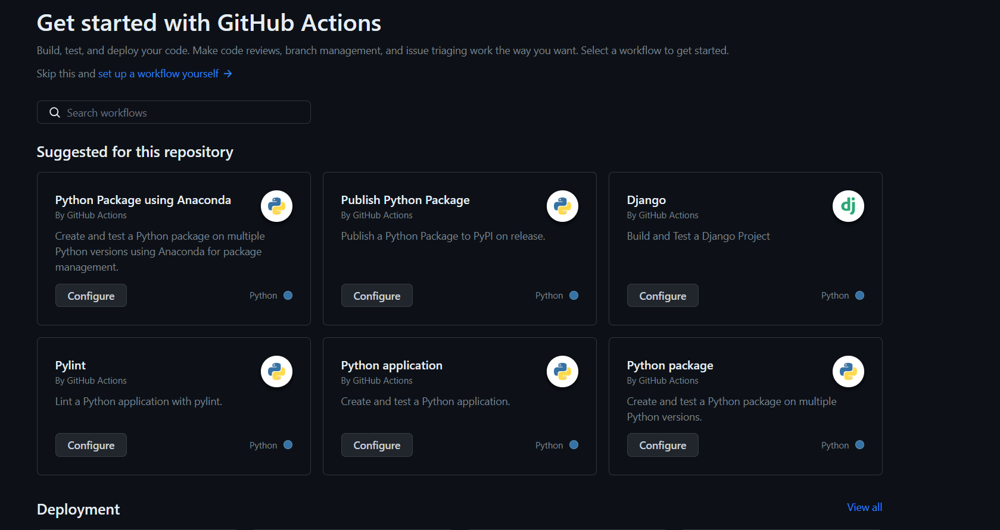 Get started with GitHub Actions
Build, test, and deploy your code. Make code reviews, branch management, and issue triaging work the way you want. Select a workflow to get started.
Skip this and set up a workflow yourself →
Search workflows
Suggested for this repository
Python Package using Anaconda
By GitHub Actions
Create and test a Python package on multiple
Python versions using Anaconda for package
management.
Configure
Python
Publish Python Package
By GitHub Actions
Publish a Python Package to PyPI on release.
Configure
Python
Django
By GitHub Actions
dj
Build and Test a Django Project
Configure
Python
Pylint
By GitHub Actions
Lint a Python application with pylint.
Configure
Python
Python application
By GitHub Actions
Create and test a Python application.
Configure
Python
Python package
By GitHub Actions
Create and test a Python package on multiple
Python versions.
Configure
Python
Deployment
View all